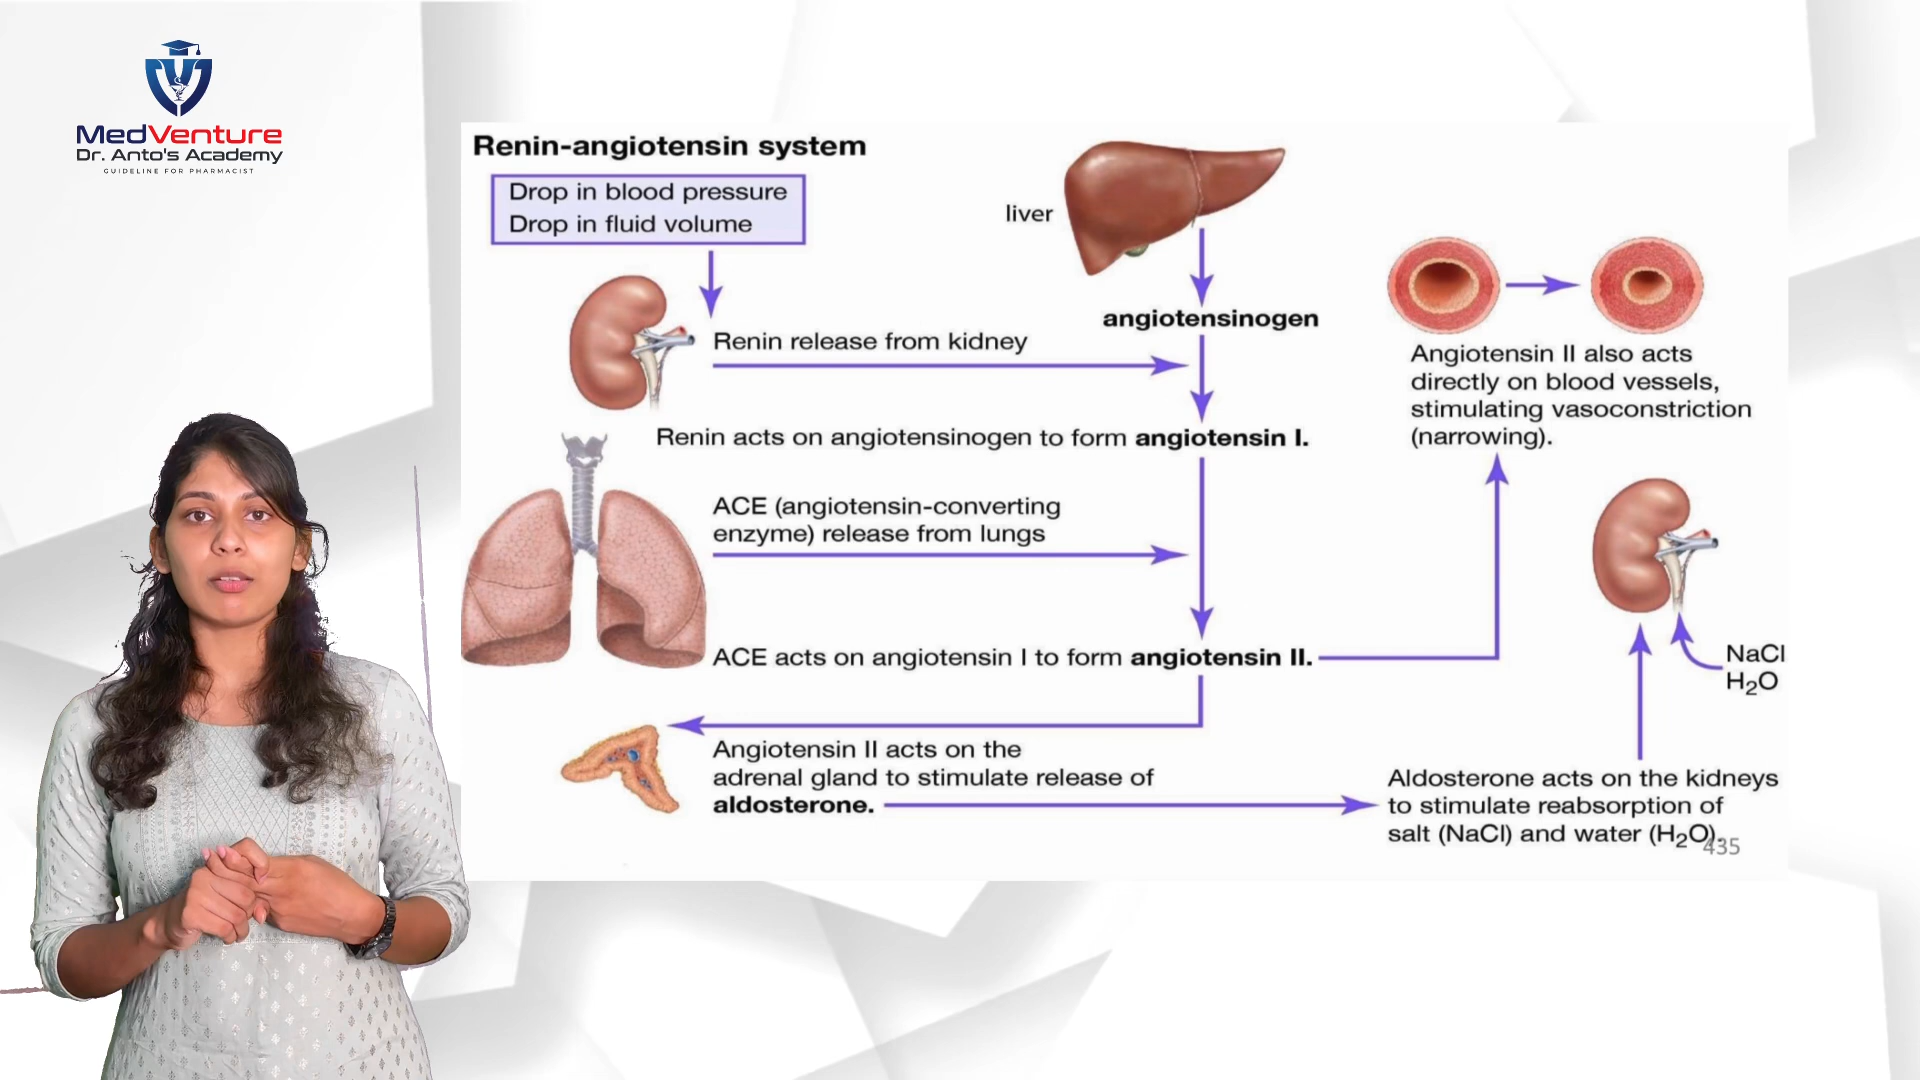 MedVenture
Dr. Anto's Academy
GUIDELINE FOR PHARMACIST
Renin-angiotensin system
Drop in blood pressure
Drop in fluid volume
liver
angiotensinogen
Renin release from kidney
Renin acts on angiotensinogen to form angiotensin I.
ACE (angiotensin-converting
enzyme) release from lungs
ACE acts on angiotensin I to form angiotensin II.
Angiotensin II also acts
directly on blood vessels,
stimulating vasoconstriction
(narrowing).
NaCl
H₂O
Angiotensin II acts on the
adrenal gland to stimulate release of
aldosterone.
Aldosterone acts on the kidneys
to stimulate reabsorption of
salt (NaCl) and water (H₂O).
435